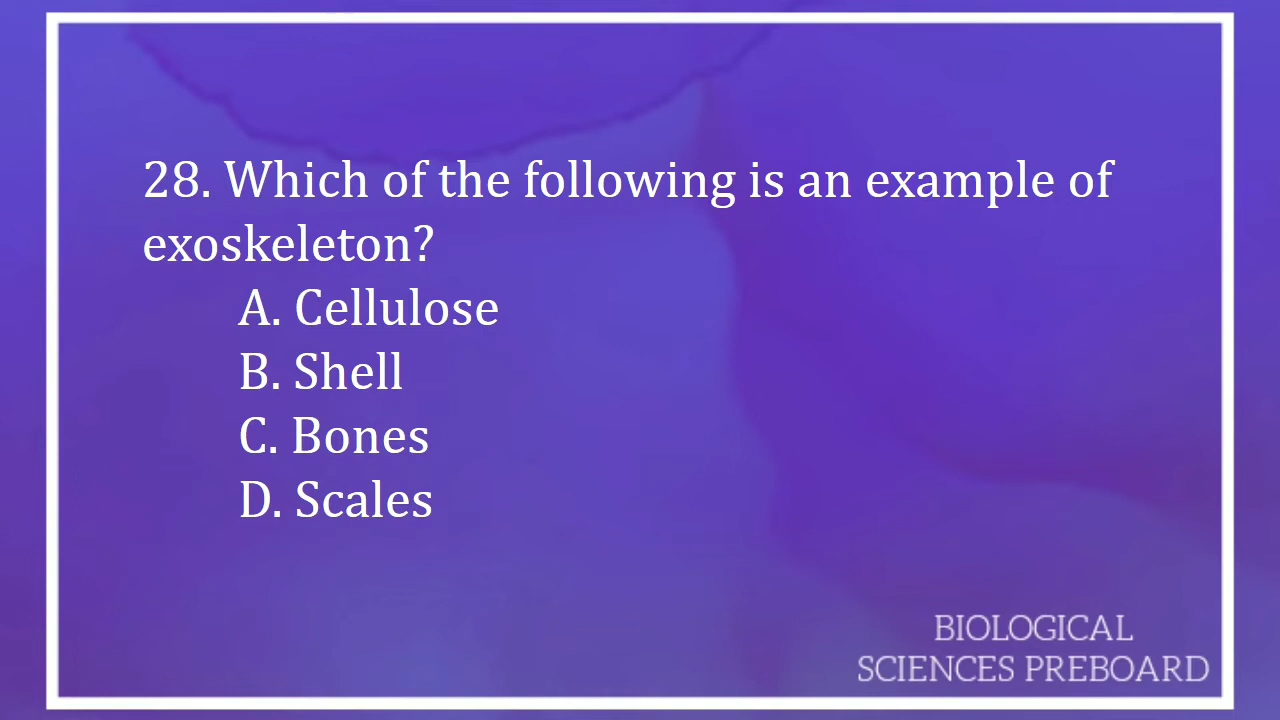 28. Which of the following is an example of
exoskeleton?
A. Cellulose
B. Shell
C. Bones
D. Scales
BIOLOGICAL
SCIENCES PREBOARD